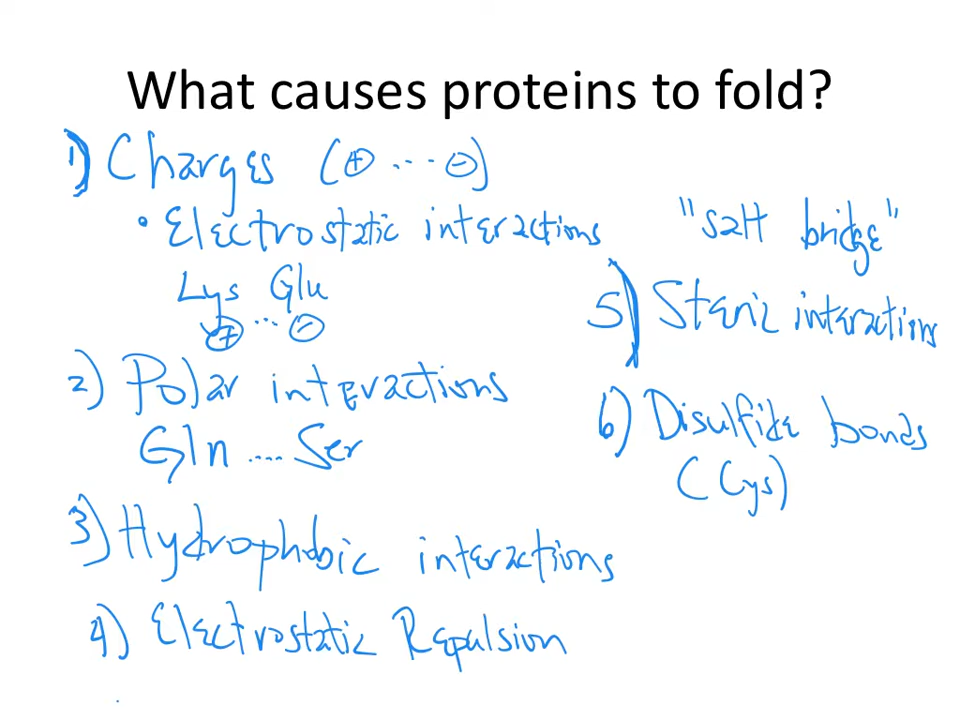 What causes proteins to fold?
1) Charges (⊕ ... ⊖)
• Electrostatic interactions
"salt bridge"
Lys Glu
⊕ ... ⊖
2) Polar interactions
Gln .... Ser
3) Hydrophobic interactions
4) Electrostatic Repulsion
5) Steric interactions
6) Disulfide bonds
(Cys)